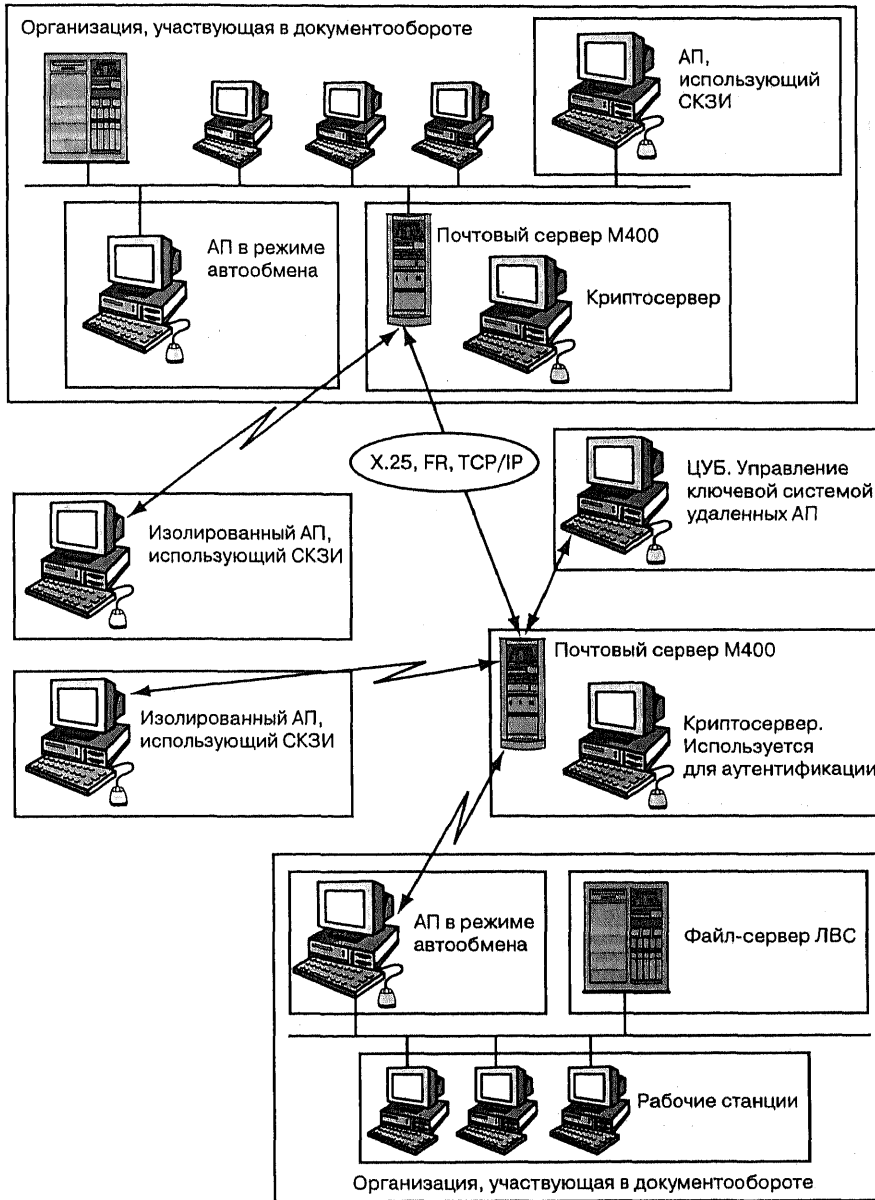 Организация, участвующая в документообороте
АП,
использующий
СКЗИ
АП в режиме
автообмена
Почтовый сервер М400
Криптосервер
X.25, FR, TCP/IP
ЦУБ. Управление
ключевой системой
удаленных АП
Изолированный АП,
использующий СКЗИ
Почтовый сервер М400
Изолированный АП,
использующий СКЗИ
Криптосервер.
Используется
для аутентификации
АП в режиме
автообмена
Файл-сервер ЛВС
Рабочие станции
Организация, участвующая в документообороте